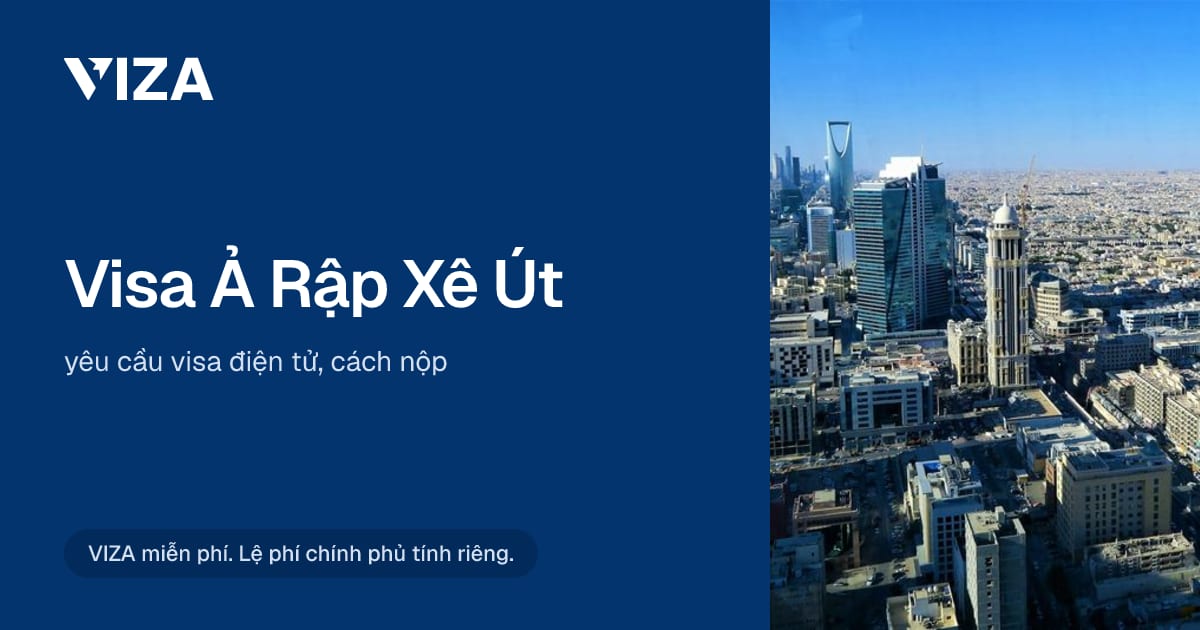 VIZA
Visa Ả Rập Xê Út
yêu cầu visa điện tử, cách nộp
VIZA miễn phí. Lệ phí chính phủ tính riêng.